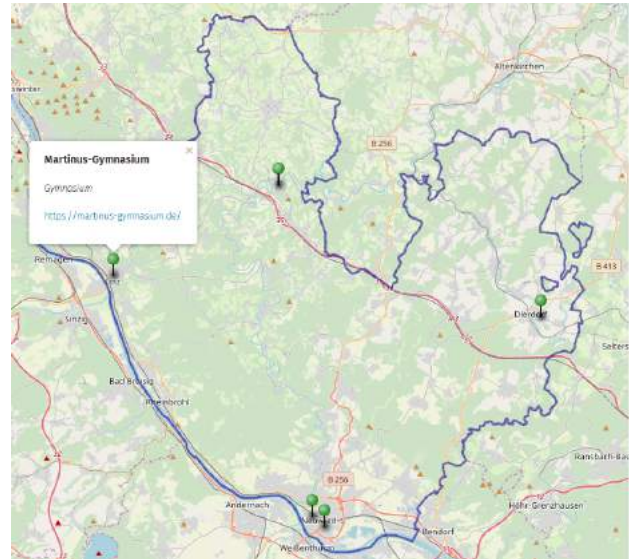 Altenkirchen
B 256
Martinus-Gymnasium
×
Gymnasium
https://martinus-gymnasium.de/
Remagen
B 413
Sinzig
Dierdorf
Selters
Bad Breisig
Rheinbrohl
Ransbach-Bau
B 256
Andernach
Höhr-Grenzhausen
Bendorf